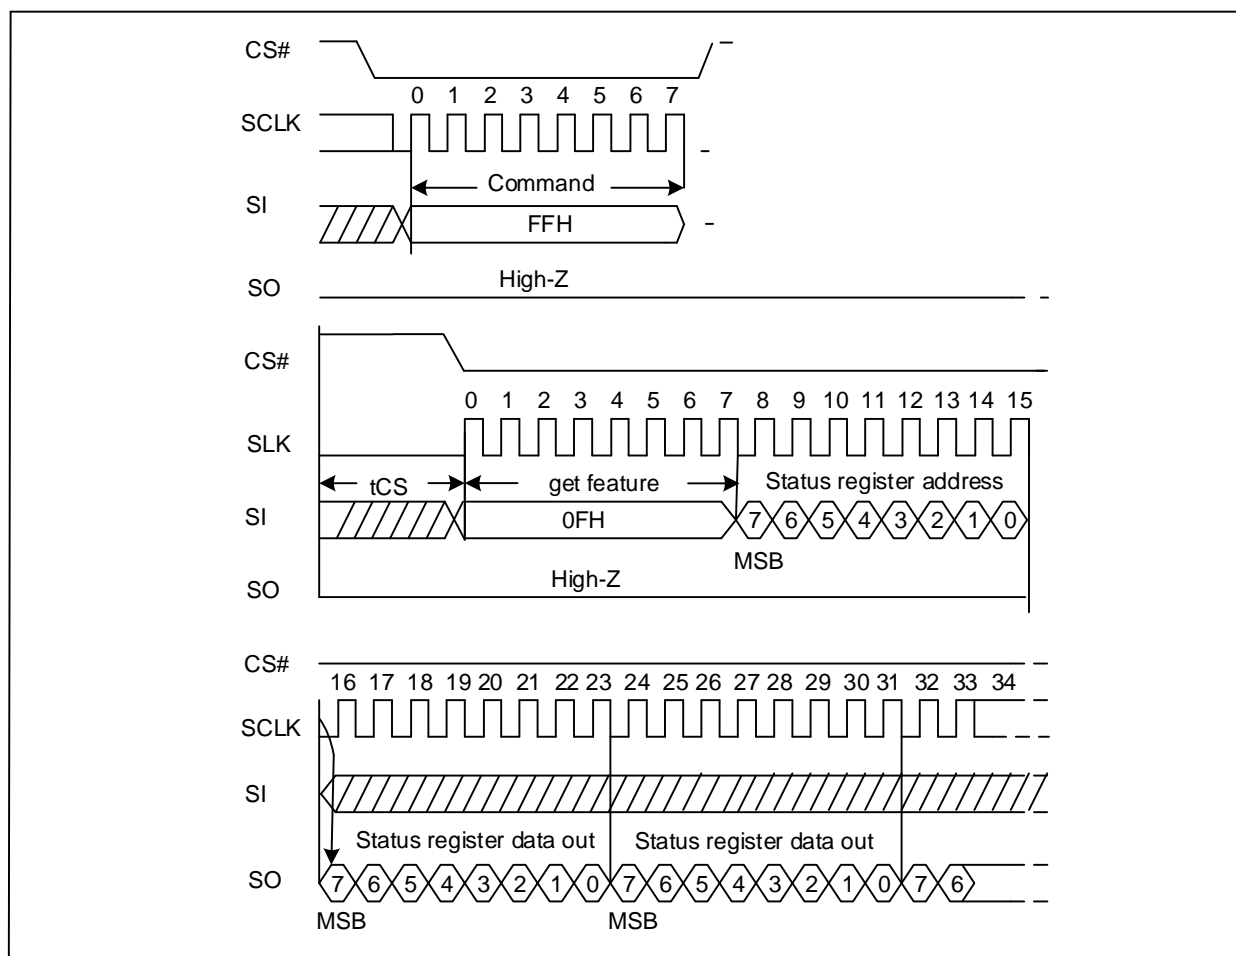 CS#
0 1 2 3 4 5 6 7
SCLK
Command
SI
FFH
High-Z
SO
CS#
0 1 2 3 4 5 6 7 8 9 10 11 12 13 14 15
SLK
tCS get feature Status register address
SI
0FH 7 6 5 4 3 2 1 0
MSB
High-Z
SO
CS#
16 17 18 19 20 21 22 23 24 25 26 27 28 29 30 31 32 33 34
SCLK
SI
Status register data out Status register data out
SO
7 6 5 4 3 2 1 0 7 6 5 4 3 2 1 0 7 6
MSB MSB